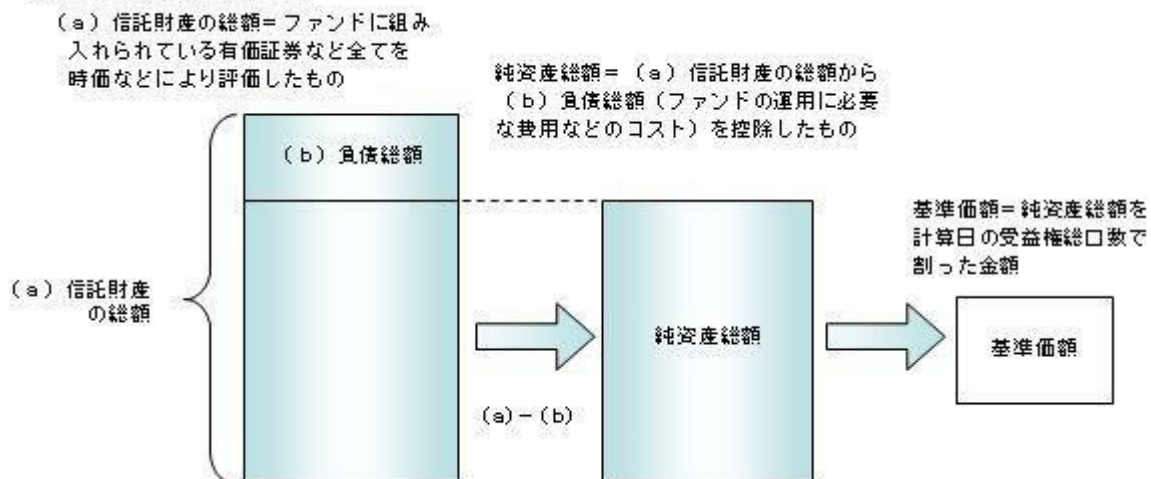 (a)信託財産の総額=ファンドに組み
入れられている有価証券など全てを
時価などにより評価したもの
純資産総額=(a)信託財産の総額から
(b)負債総額(ファンドの運用に必要
な費用などのコスト)を控除したもの
(b)負債総額
基準価額=純資産総額を
計算日の受益権総口数で
割った金額
(a)信託財産
の総額
純資産総額
基準価額
(a)-(b)